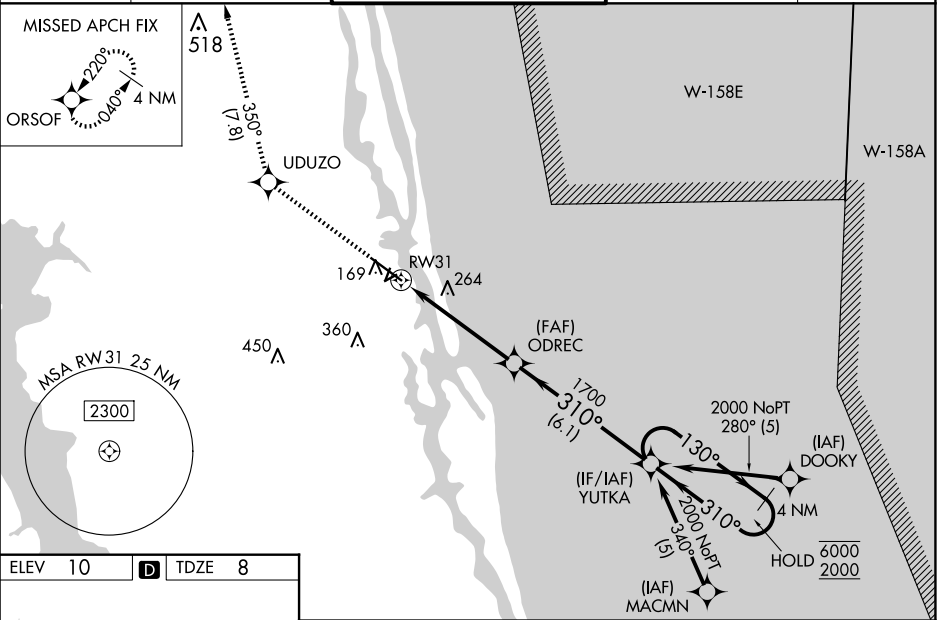 MISSED APCH FIX
220°
040°
4 NM
ORSOF
518
350°
(7.8)
UDUZO
W-158E
W-158A
169
RW31
264
360
450
(FAF)
ODREC
MSA RW31 25 NM
2300
1700
310°
(6.1)
2000 NoPT
280° (5)
130°
(IAF)
DOOKY
(IF/IAF)
YUTKA
310°
4 NM
2000 NoPT
340°
(5)
HOLD
6000
2000
(IAF)
MACMN
ELEV 10
D
TDZE 8